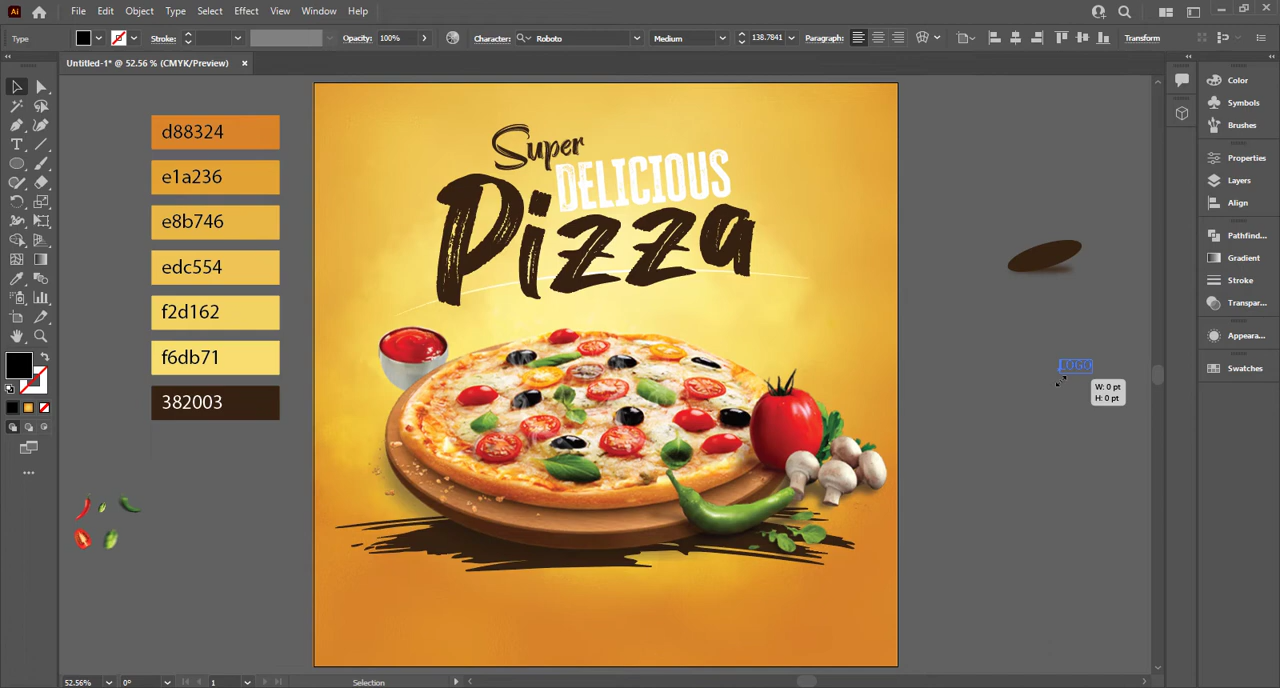 File Edit Object Type Select Effect View Window Help
Type Stroke: Opacity: 100% Character: Roboto Medium 138.7841 Paragraph: Transform
Untitled-1* @ 52.56 % (CMYK/Preview)
d88324
e1a236
e8b746
edc554
f2d162
f6db71
382003
Super
DELICIOUS
Pizza
LOGO
W: 0 pt
H: 0 pt
Color
Symbols
Brushes
Properties
Layers
Align
Pathfind...
Gradient
Stroke
Transpar...
Appeara...
Swatches
52.56% 0° 1 Selection